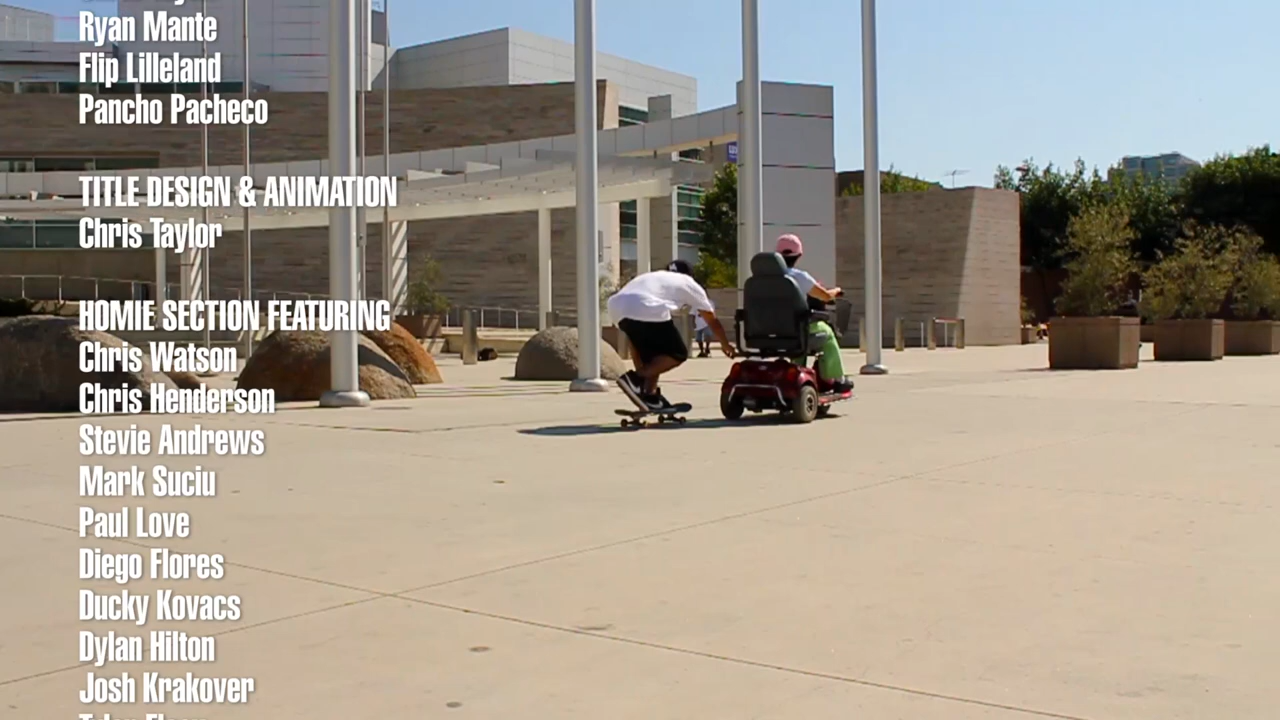 Ryan Mante
Flip Lilleland
Pancho Pacheco
TITLE DESIGN & ANIMATION
Chris Taylor
HOMIE SECTION FEATURING
Chris Watson
Chris Henderson
Stevie Andrews
Mark Suciu
Paul Love
Diego Flores
Ducky Kovacs
Dylan Hilton
Josh Krakover